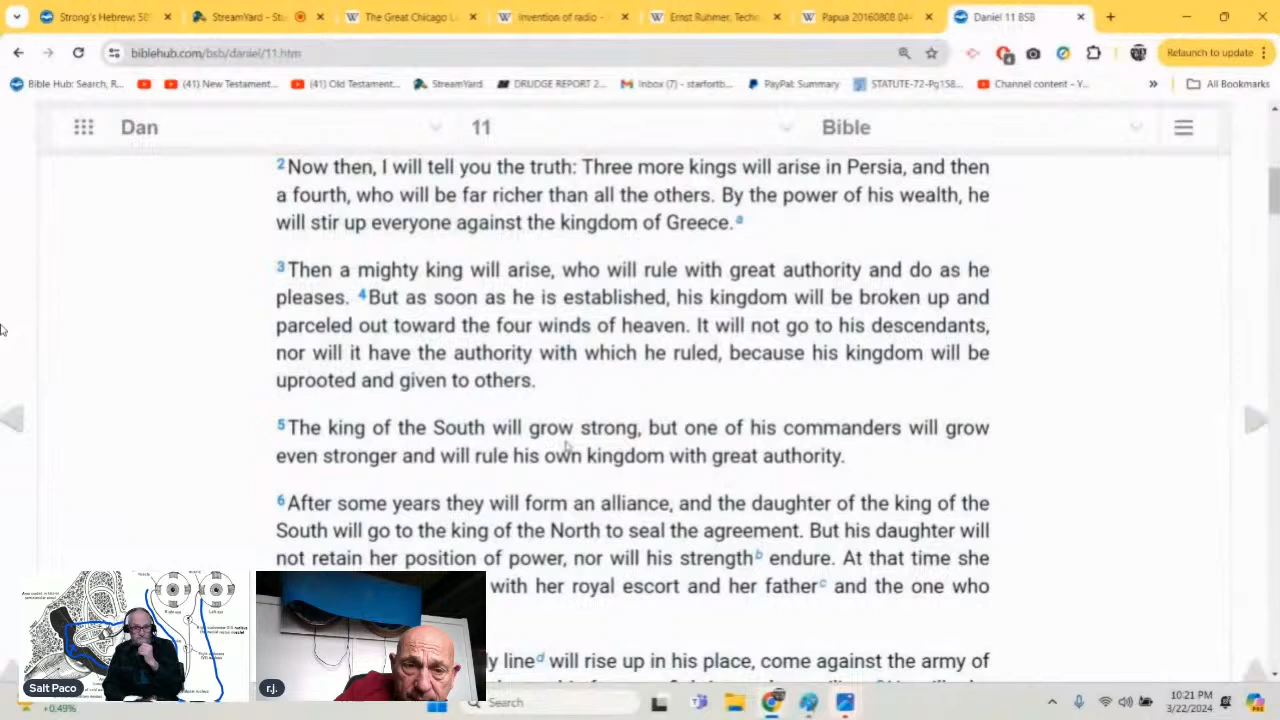 Strong's Hebrew: 58
StreamYard - St
The Great Chicago L
Invention of radio -
Ernst Ruhmer, Techn
Papua 20160808 04
Daniel 11 BSB
biblehub.com/bsb/daniel/11.htm
Relaunch to update
Bible Hub: Search, R...
(41) New Testament...
(41) Old Testament...
StreamYard
DRUDGE REPORT 2...
Inbox (7) - starfortb...
PayPal: Summary
STATUTE-72-Pg158...
Channel content - Y...
»
All Bookmarks
Dan
11
Bible
2 Now then, I will tell you the truth: Three more kings will arise in Persia, and then
a fourth, who will be far richer than all the others. By the power of his wealth, he
will stir up everyone against the kingdom of Greece. a
3 Then a mighty king will arise, who will rule with great authority and do as he
pleases. 4 But as soon as he is established, his kingdom will be broken up and
parceled out toward the four winds of heaven. It will not go to his descendants,
nor will it have the authority with which he ruled, because his kingdom will be
uprooted and given to others.
5 The king of the South will grow strong, but one of his commanders will grow
even stronger and will rule his own kingdom with great authority.
6 After some years they will form an alliance, and the daughter of the king of the
South will go to the king of the North to seal the agreement. But his daughter will
not retain her position of power, nor will his strength b endure. At that time she
with her royal escort and her father c and the one who
y line d will rise up in his place, come against the army of
Right eye
Left eye
Salt Paco
r.j.
+0.49%
Search
10:21 PM
3/22/2024